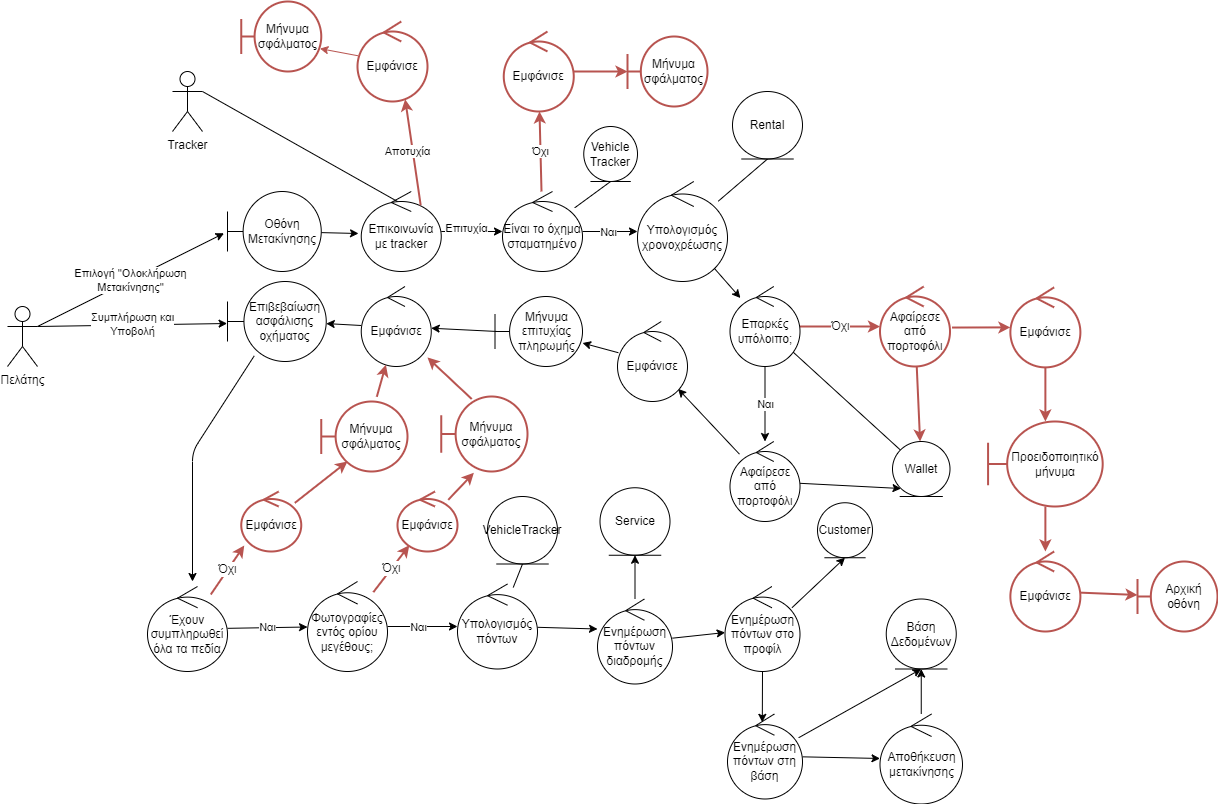 Μήνυμα
σφάλματος
Εμφάνισε
Εμφάνισε
Μήνυμα
σφάλματος
Tracker
Αποτυχία
Όχι
Vehicle
Tracker
Rental
Οθόνη
Μετακίνησης
Επικοινωνία
με tracker
Επιτυχία
Είναι το όχημα
σταματημένο
Ναι
Υπολογισμός
χρονοχρέωσης
Επιλογή "Ολοκλήρωση
Μετακίνησης"
Συμπλήρωση και
Υποβολή
Πελάτης
Επιβεβαίωση
ασφάλισης
οχήματος
Εμφάνισε
Μήνυμα
επιτυχίας
πληρωμής
Εμφάνισε
Επαρκές
υπόλοιπο;
Όχι
Αφαίρεσε
από
πορτοφόλι
Εμφάνισε
Ναι
Μήνυμα
σφάλματος
Μήνυμα
σφάλματος
Αφαίρεσε
από
πορτοφόλι
Wallet
Προειδοποιητικό
μήνυμα
Εμφάνισε
Εμφάνισε
VehicleTracker
Service
Customer
Όχι
Όχι
Εμφάνισε
Αρχική
οθόνη
Έχουν
συμπληρωθεί
όλα τα πεδία
Ναι
Φωτογραφίες
εντός ορίου
μεγέθους;
Ναι
Υπολογισμός
πόντων
Ενημέρωση
πόντων
διαδρομής
Ενημέρωση
πόντων στο
προφίλ
Βάση
Δεδομένων
Ενημέρωση
πόντων στη
βάση
Αποθήκευση
μετακίνησης